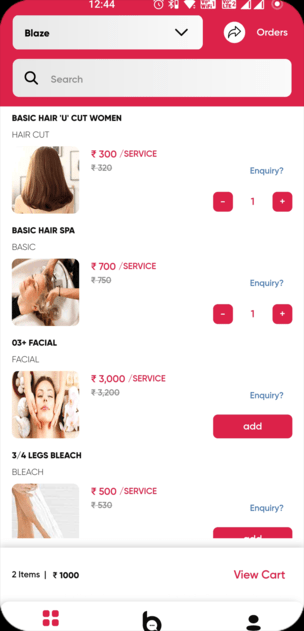 12:44
Blaze
Orders
Search
BASIC HAIR 'U' CUT WOMEN
HAIR CUT
₹ 300 /SERVICE
₹ 320
Enquiry?
- 1 +
BASIC HAIR SPA
BASIC
₹ 700 /SERVICE
₹ 750
Enquiry?
- 1 +
03+ FACIAL
FACIAL
₹ 3,000 /SERVICE
₹ 3,200
Enquiry?
add
3/4 LEGS BLEACH
BLEACH
₹ 500 /SERVICE
₹ 530
Enquiry?
add
2 Items | ₹ 1000
View Cart
b